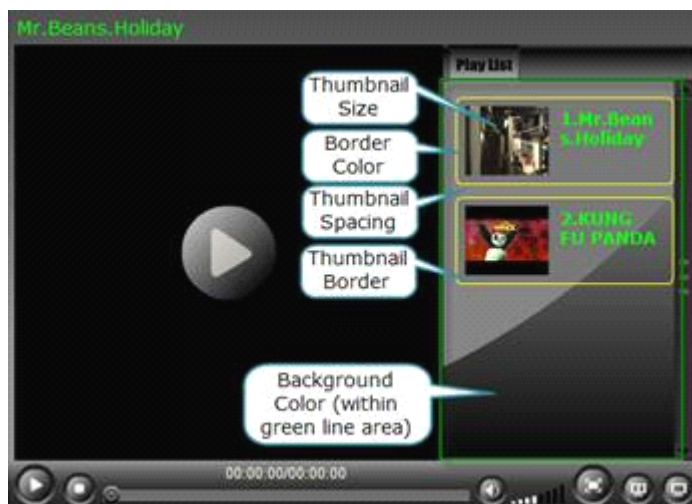 Mr.Beans.Holiday
Play List
Thumbnail
Size
1.Mr.Bean
s.Holiday
Border
Color
Thumbnail
Spacing
2.KUNG
FU PANDA
Thumbnail
Border
Background
Color (within
green line area)
00:00:00/00:00:00